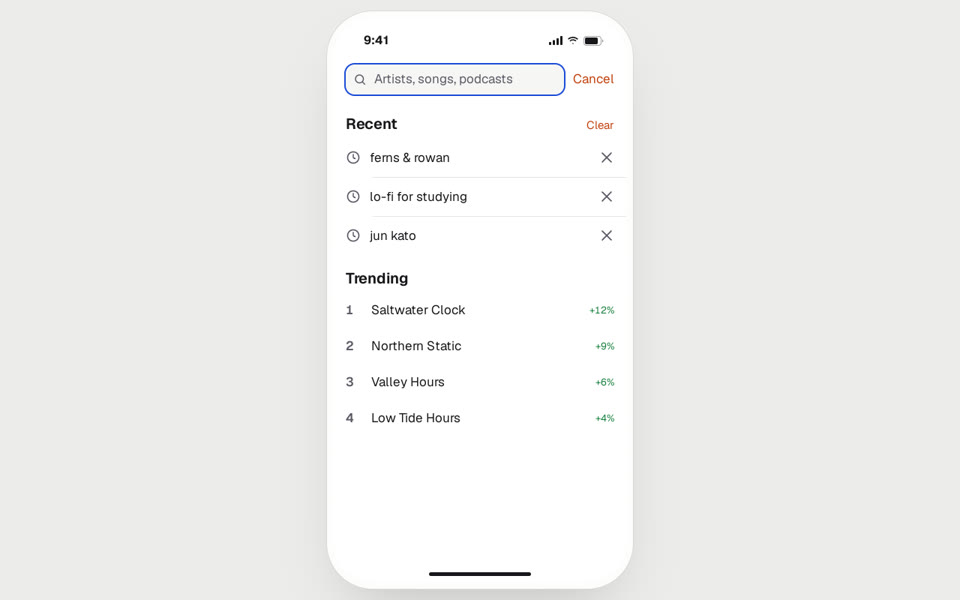 9:41
Artists, songs, podcasts Cancel
Recent Clear
ferns & rowan
lo-fi for studying
jun kato
Trending
1 Saltwater Clock +12%
2 Northern Static +9%
3 Valley Hours +6%
4 Low Tide Hours +4%